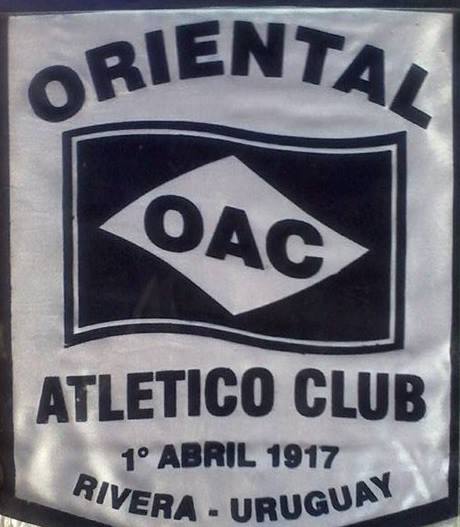 ORIENTAL
OAC
ATLETICO CLUB
1° ABRIL 1917
RIVERA - URUGUAY